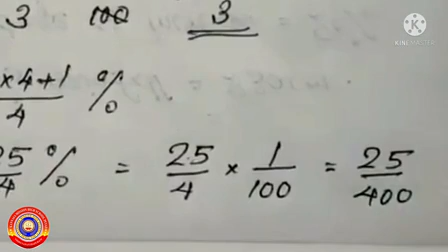 3 100 3
×4+1/4 %
25/4 % = 25/4 × 1/100 = 25/400
KINEMASTER